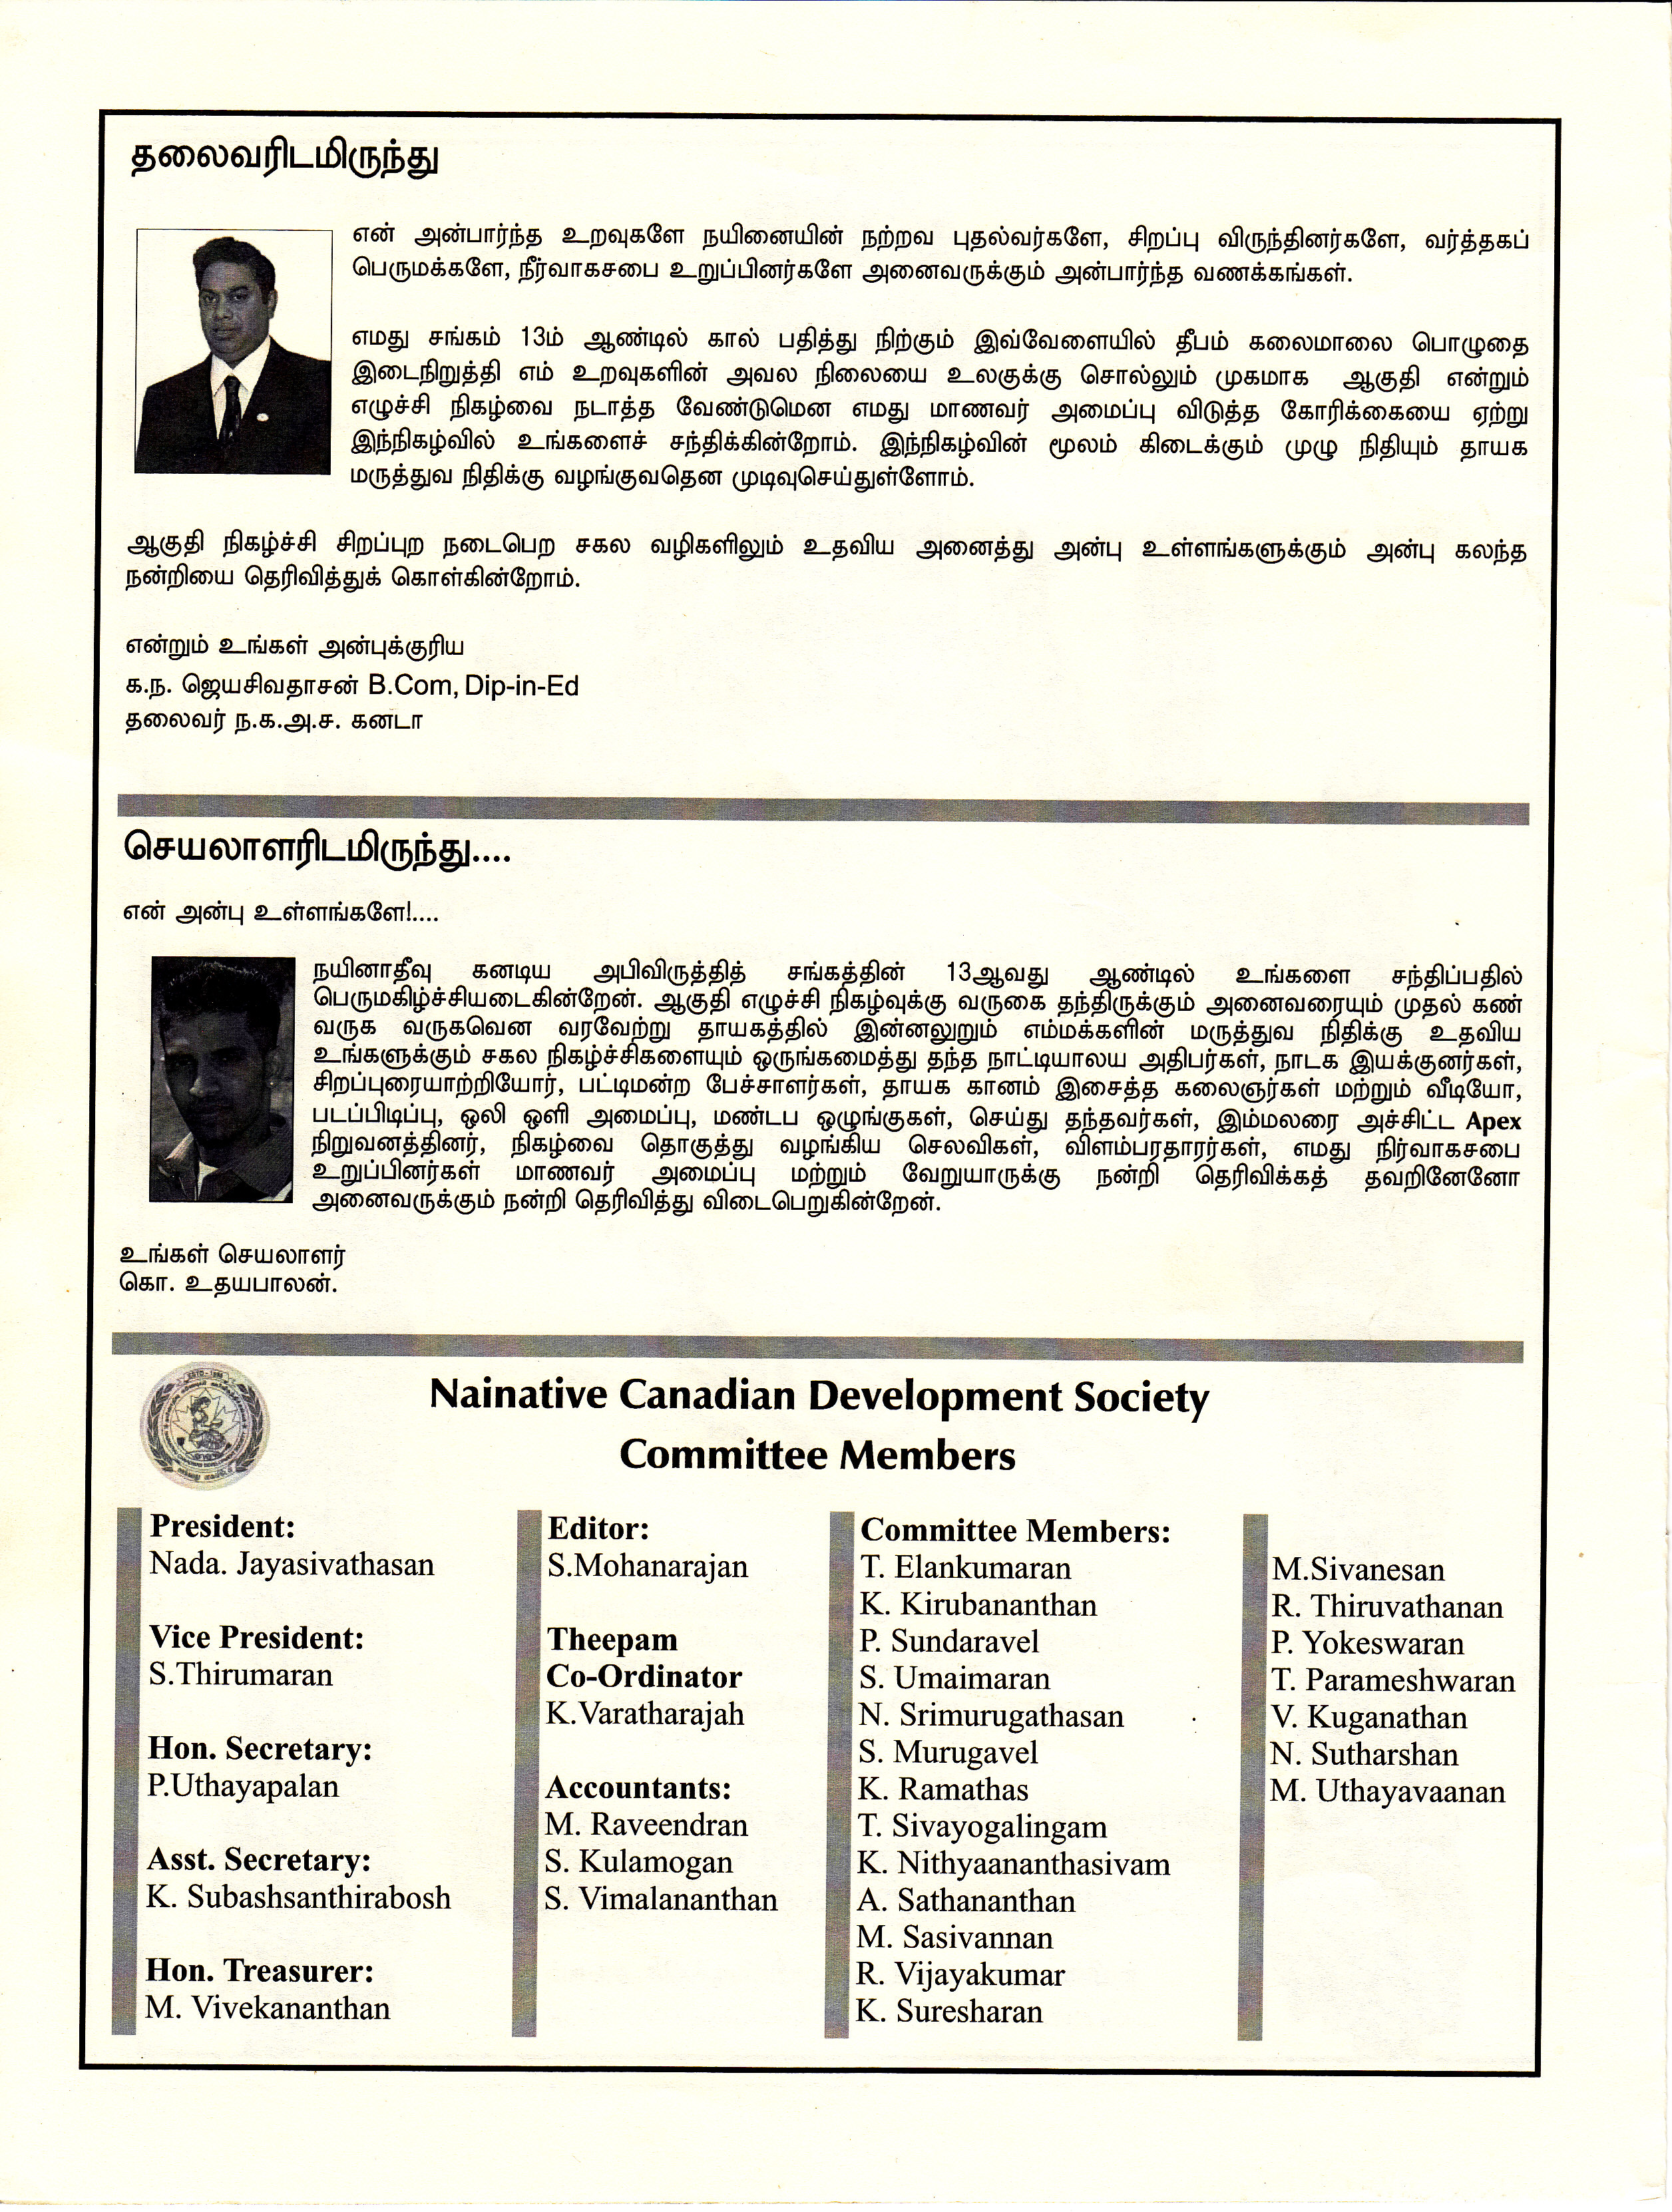 தலைவரிடமிருந்து
என் அன்பார்ந்த உறவுகளே நயினையின் நற்றவ புதல்வர்களே, சிறப்பு விருந்தினர்களே, வர்த்தகப்
பெருமக்களே, நீர்வாகசபை உறுப்பினர்களே அனைவருக்கும் அன்பார்ந்த வணக்கங்கள்.
எமது சங்கம் 13ம் ஆண்டில் கால் பதித்து நிற்கும் இவ்வேளையில் தீபம் கலைமாலை பொழுதை
இடைநிறுத்தி எம் உறவுகளின் அவல நிலையை உலகுக்கு சொல்லும் முகமாக ஆகுதி என்றும்
எழுச்சி நிகழ்வை நடாத்த வேண்டுமென எமது மாணவர் அமைப்பு விடுத்த கோரிக்கையை ஏற்று
இந்நிகழ்வில் உங்களைச் சந்திக்கின்றோம். இந்நிகழ்வின் மூலம் கிடைக்கும் முழு நிதியும் தாயக
மருத்துவ நிதிக்கு வழங்குவதென முடிவுசெய்துள்ளோம்.
ஆகுதி நிகழ்ச்சி சிறப்புற நடைபெற சகல வழிகளிலும் உதவிய அனைத்து அன்பு உள்ளங்களுக்கும் அன்பு கலந்த
நன்றியை தெரிவித்துக் கொள்கின்றோம்.
என்றும் உங்கள் அன்புக்குரிய
க.ந. ஜெயசிவதாசன் B.Com, Dip-in-Ed
தலைவர் ந.க.அ.ச. கனடா
செயலாளரிடமிருந்து....
என் அன்பு உள்ளங்களே!....
நயினாதீவு கனடிய அபிவிருத்தித் சங்கத்தின் 13ஆவது ஆண்டில் உங்களை சந்திப்பதில்
பெருமகிழ்ச்சியடைகின்றேன். ஆகுதி எழுச்சி நிகழ்வுக்கு வருகை தந்திருக்கும் அனைவரையும் முதல் கண்
வருக வருகவென வரவேற்று தாயகத்தில் இன்னலுறும் எம்மக்களின் மருத்துவ நிதிக்கு உதவிய
உங்களுக்கும் சகல நிகழ்ச்சிகளையும் ஒருங்கமைத்து தந்த நாட்டியாலய அதிபர்கள், நாடக இயக்குனர்கள்,
சிறப்புரையாற்றியோர், பட்டிமன்ற பேச்சாளர்கள், தாயக கானம் இசைத்த கலைஞர்கள் மற்றும் வீடியோ,
படப்பிடிப்பு, ஒலி ஒளி அமைப்பு, மண்டப ஒழுங்குகள், செய்து தந்தவர்கள், இம்மலரை அச்சிட்ட Apex
நிறுவனத்தினர், நிகழ்வை தொகுத்து வழங்கிய செலவிகள், விளம்பரதாரர்கள், எமது நிர்வாகசபை
உறுப்பினர்கள் மாணவர் அமைப்பு மற்றும் வேறுயாருக்கு நன்றி தெரிவிக்கத் தவறினேனோ
அனைவருக்கும் நன்றி தெரிவித்து விடைபெறுகின்றேன்.
உங்கள் செயலாளர்
கொ. உதயபாலன்.
Nainative Canadian Development Society
Committee Members
President:
Nada. Jayasivathasan
Vice President:
S.Thirumaran
Hon. Secretary:
P.Uthayapalan
Asst. Secretary:
K. Subashsanthirabosh
Hon. Treasurer:
M. Vivekananthan
Editor:
S.Mohanarajan
Theepam
Co-Ordinator
K.Varatharajah
Accountants:
M. Raveendran
S. Kulamogan
S. Vimalananthan
Committee Members:
T. Elankumaran
K. Kirubananthan
P. Sundaravel
S. Umaimaran
N. Srimurugathasan
S. Murugavel
K. Ramathas
T. Sivayogalingam
K. Nithyaananthasivam
A. Sathananthan
M. Sasivannan
R. Vijayakumar
K. Suresharan
M.Sivanesan
R. Thiruvathanan
P. Yokeswaran
T. Parameshwaran
V. Kuganathan
N. Sutharshan
M. Uthayavaanan